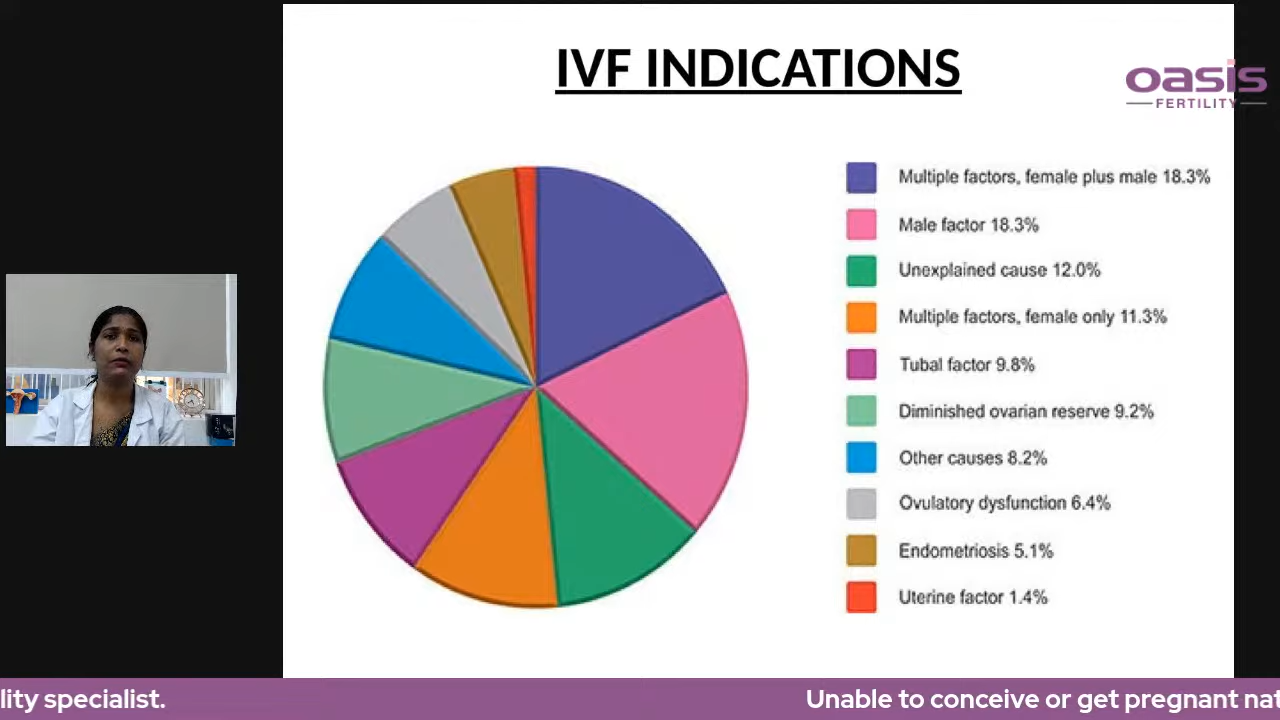 IVF INDICATIONS
oasis
FERTILITY
Multiple factors, female plus male 18.3%
Male factor 18.3%
Unexplained cause 12.0%
Multiple factors, female only 11.3%
Tubal factor 9.8%
Diminished ovarian reserve 9.2%
Other causes 8.2%
Ovulatory dysfunction 6.4%
Endometriosis 5.1%
Uterine factor 1.4%
lity specialist.
Unable to conceive or get pregnant nat